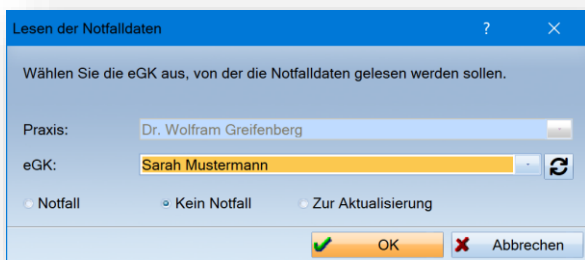 Lesen der Notfalldaten ?
Wählen Sie die eGK aus, von der die Notfalldaten gelesen werden sollen.
Praxis: Dr. Wolfram Greifenberg
eGK: Sarah Mustermann
Notfall Kein Notfall Zur Aktualisierung
OK Abbrechen